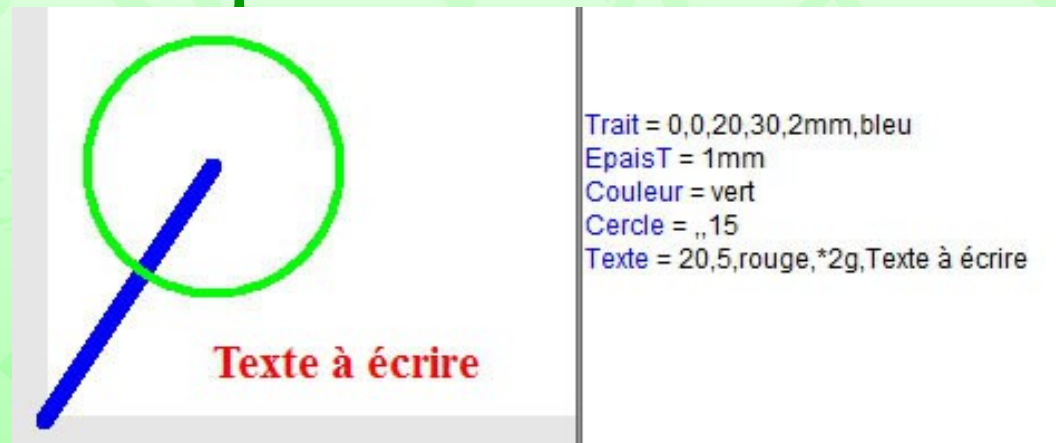 Trait = 0,0,20,30,2mm,bleu
EpaisT = 1mm
Couleur = vert
Cercle = ,,15
Texte = 20,5,rouge,*2g,Texte à écrire
Texte à écrire